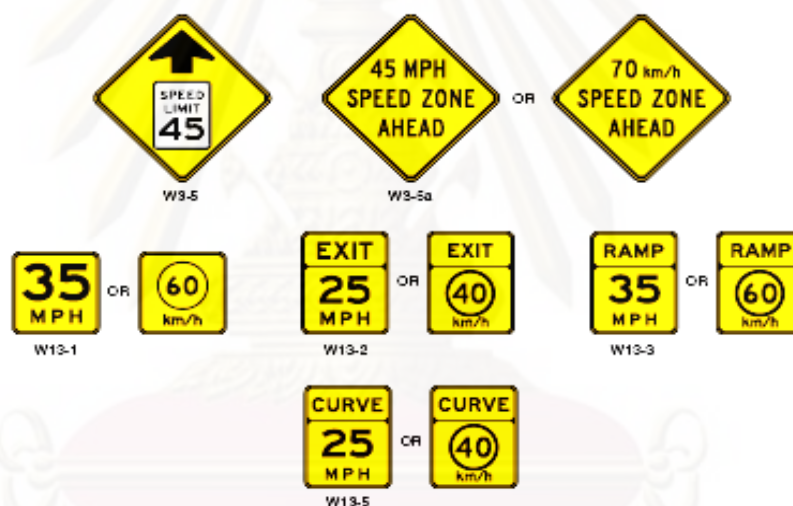 SPEED
LIMIT
45
45 MPH
SPEED ZONE
AHEAD
OR
70 km/h
SPEED ZONE
AHEAD
W3-5
W3-5a
35
MPH
OR
60
km/h
W13-1
EXIT
25
MPH
OR
EXIT
40
km/h
W13-2
RAMP
35
MPH
OR
RAMP
60
km/h
W13-3
CURVE
25
MPH
OR
CURVE
40
km/h
W13-5